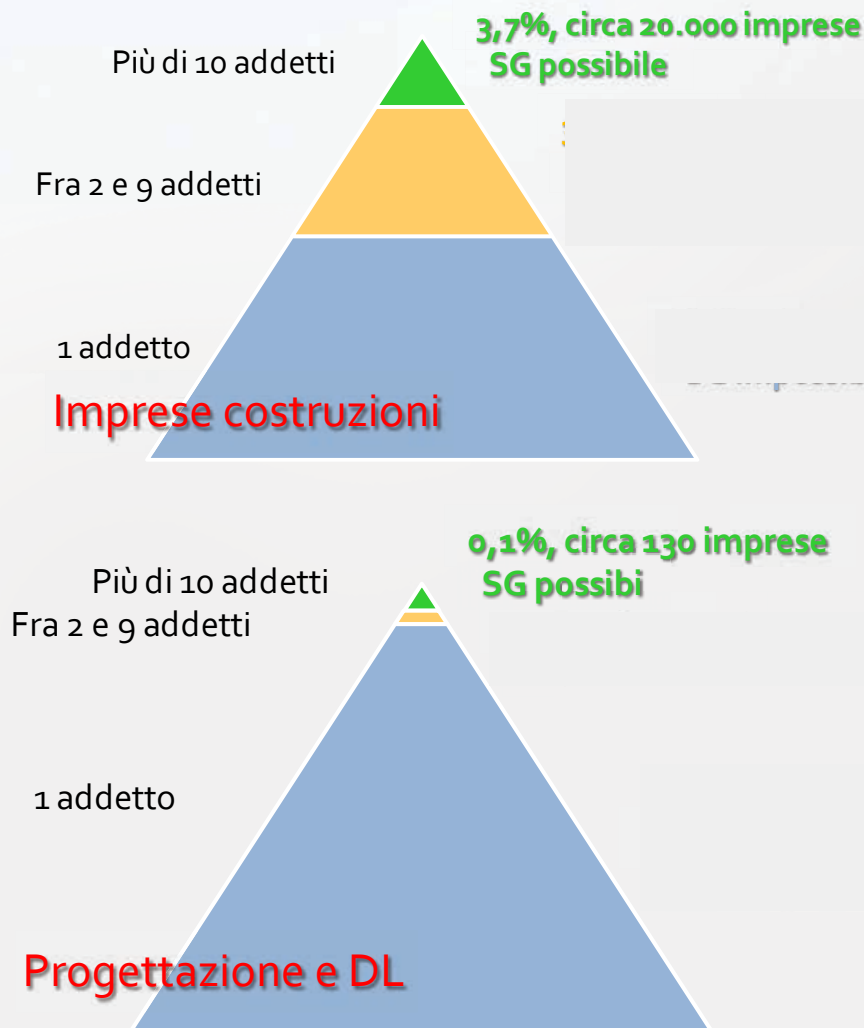 3,7%, circa 20.000 imprese
Più di 10 addetti
SG possibile
Fra 2 e 9 addetti
1 addetto
Imprese costruzioni
0,1%, circa 130 imprese
Più di 10 addetti
SG possibi
Fra 2 e 9 addetti
1 addetto
Progettazione e DL